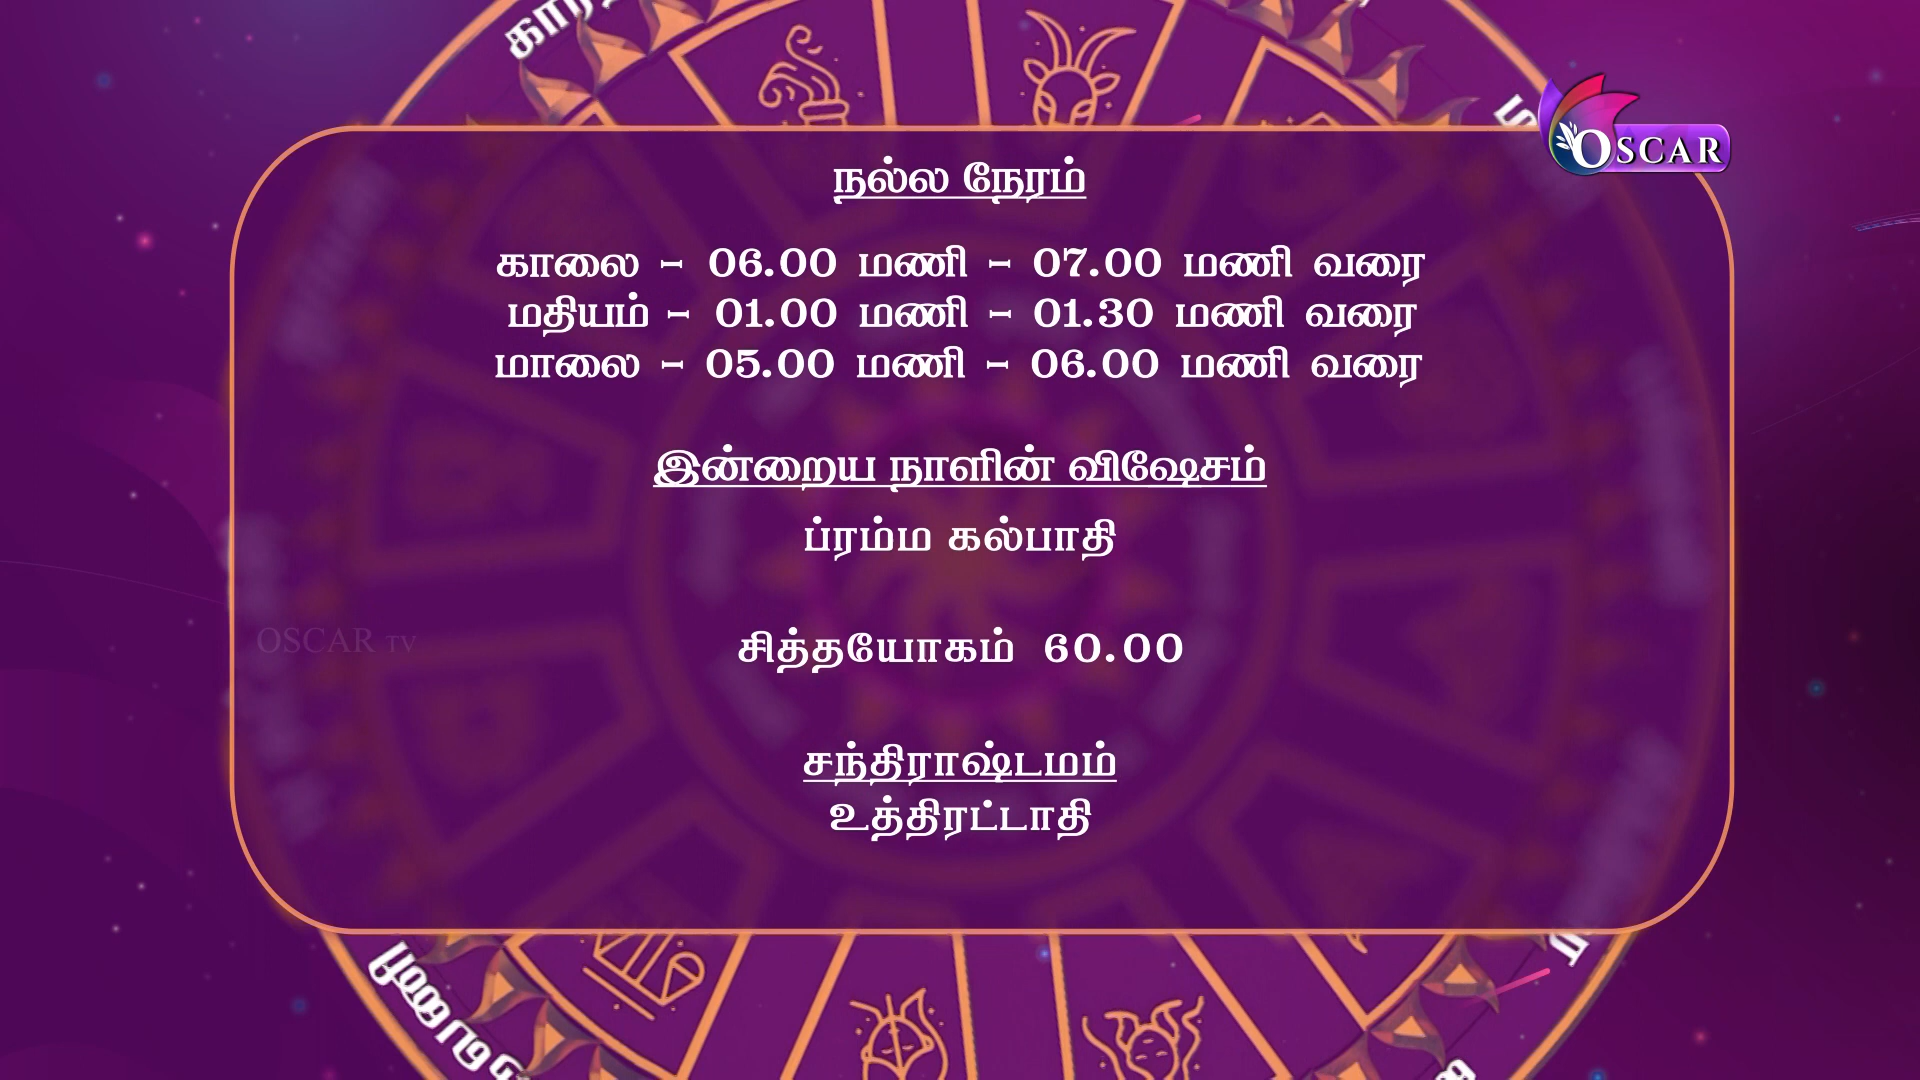 OSCAR
நல்ல நேரம்
காலை - 06.00 மணி - 07.00 மணி வரை
மதியம் - 01.00 மணி - 01.30 மணி வரை
மாலை - 05.00 மணி - 06.00 மணி வரை
இன்றைய நாளின் விஷேசம்
ப்ரம்ம கல்பாதி
OSCAR TV
சித்தயோகம் 60.00
சந்திராஷ்டமம்
உத்திரட்டாதி